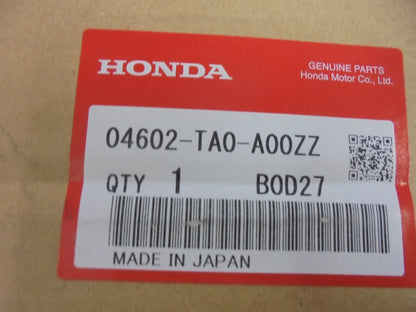 HONDA
GENUINE PARTS
Honda Motor Co., Ltd.
04602-TA0-A00ZZ
QTY 1 B0D27
MADE IN JAPAN